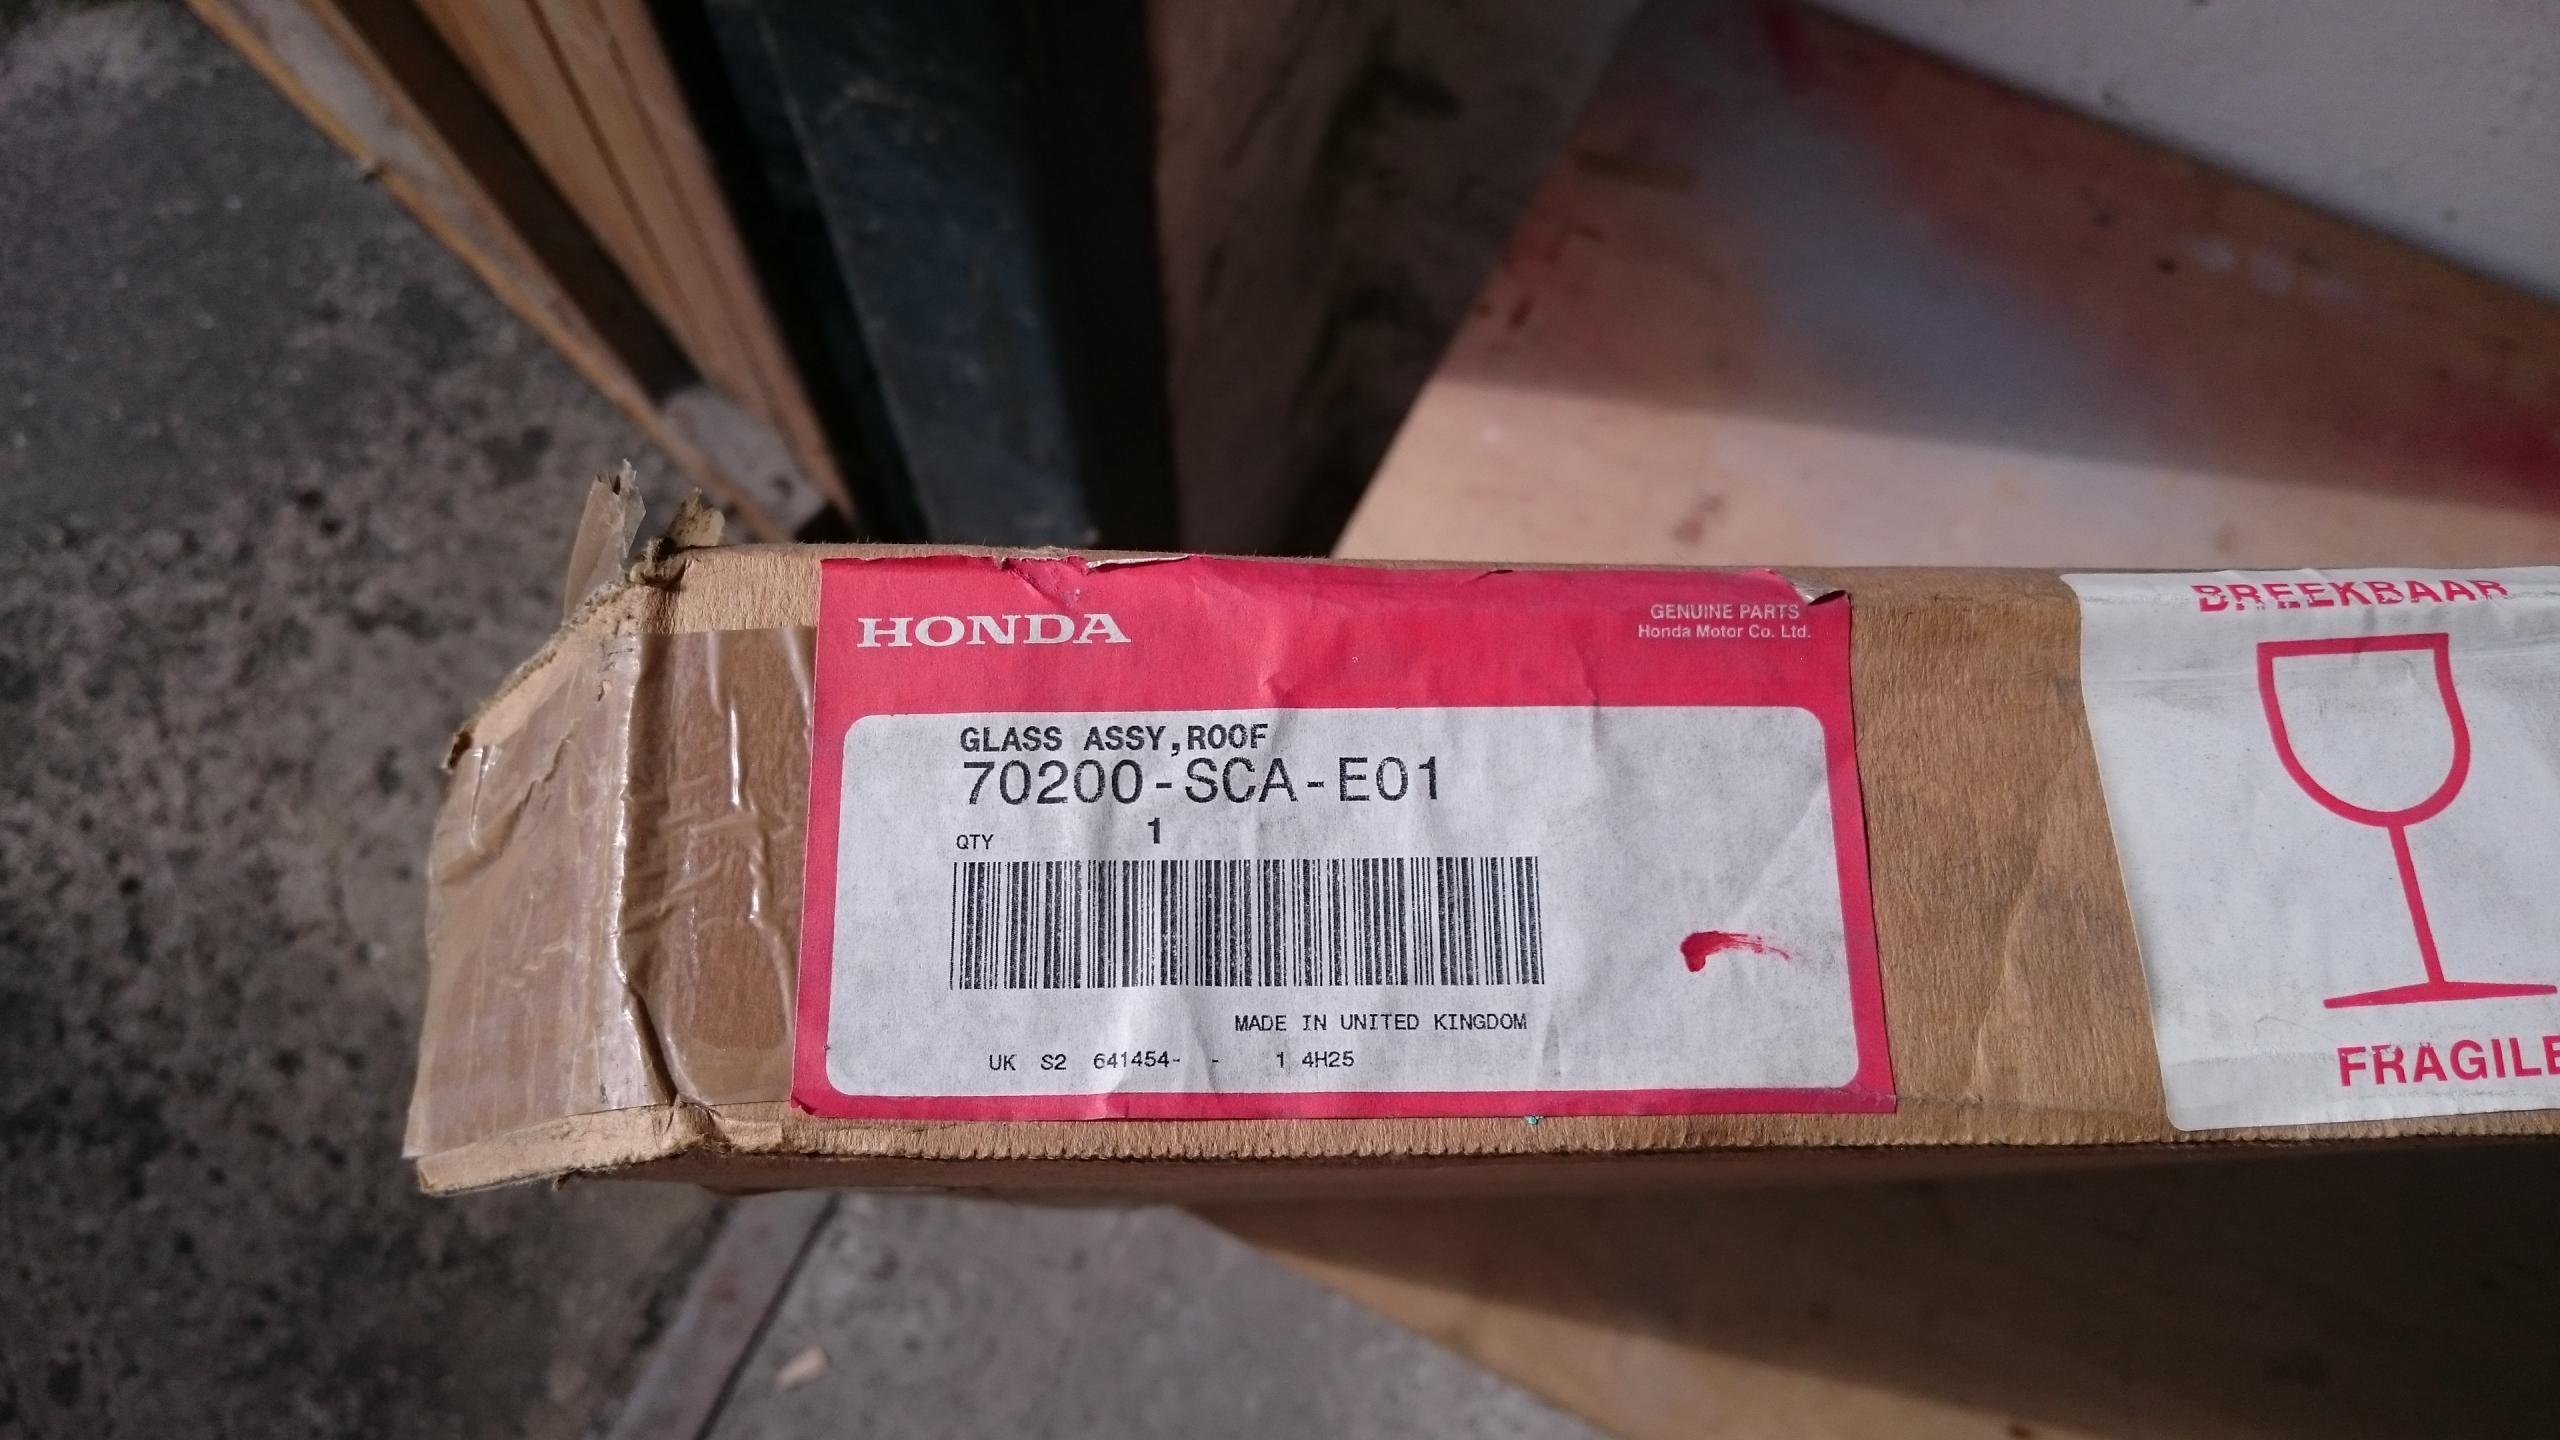 HONDA
GENUINE PARTS
Honda Motor Co. Ltd.
GLASS ASSY,ROOF
70200-SCA-E01
QTY 1
MADE IN UNITED KINGDOM
UK S2 641454- - 1 4H25
BREEKBAAR
FRAGILE